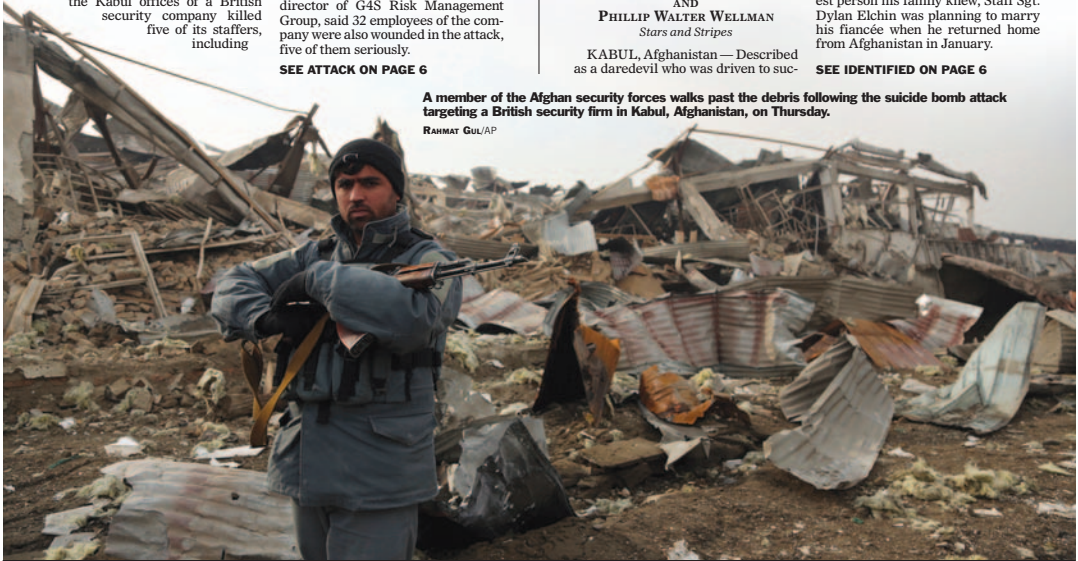 the Kabul offices of a British
security company killed
five of its staffers,
including
director of G4S Risk Management
Group, said 32 employees of the com-
pany were also wounded in the attack,
five of them seriously.
SEE ATTACK ON PAGE 6
AND
PHILLIP WALTER WELLMAN
Stars and Stripes
KABUL, Afghanistan — Described
as a daredevil who was driven to suc-
est person his family knew, Staff Sgt.
Dylan Elchin was planning to marry
his fiancée when he returned home
from Afghanistan in January.
SEE IDENTIFIED ON PAGE 6
A member of the Afghan security forces walks past the debris following the suicide bomb attack
targeting a British security firm in Kabul, Afghanistan, on Thursday.
RAHMAT GUL/AP